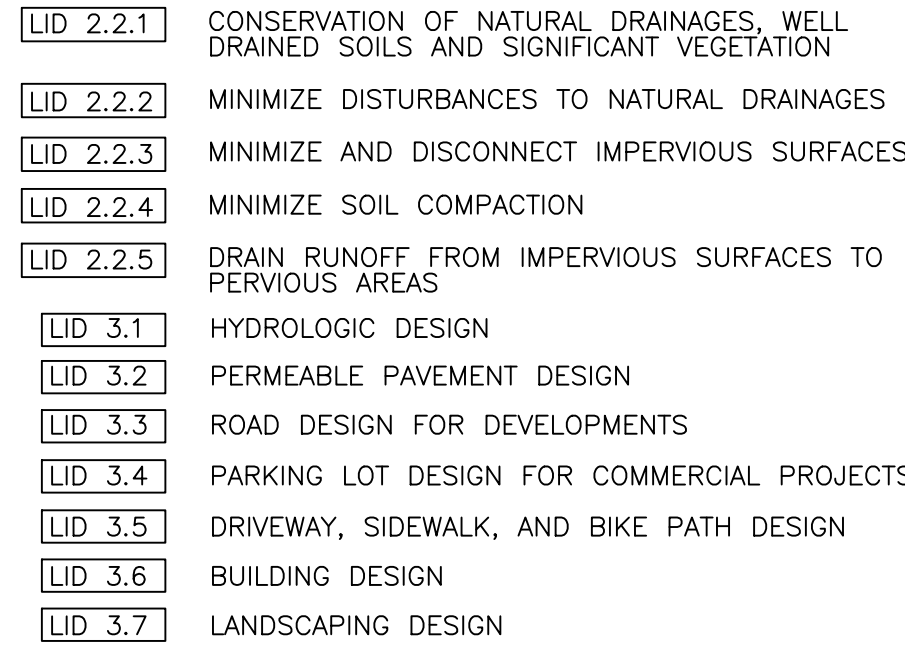 LID 2.2.1 CONSERVATION OF NATURAL DRAINAGES, WELL
DRAINED SOILS AND SIGNIFICANT VEGETATION
LID 2.2.2 MINIMIZE DISTURBANCES TO NATURAL DRAINAGES
LID 2.2.3 MINIMIZE AND DISCONNECT IMPERVIOUS SURFACES
LID 2.2.4 MINIMIZE SOIL COMPACTION
LID 2.2.5 DRAIN RUNOFF FROM IMPERVIOUS SURFACES TO
PERVIOUS AREAS
LID 3.1 HYDROLOGIC DESIGN
LID 3.2 PERMEABLE PAVEMENT DESIGN
LID 3.3 ROAD DESIGN FOR DEVELOPMENTS
LID 3.4 PARKING LOT DESIGN FOR COMMERCIAL PROJECTS
LID 3.5 DRIVEWAY, SIDEWALK, AND BIKE PATH DESIGN
LID 3.6 BUILDING DESIGN
LID 3.7 LANDSCAPING DESIGN